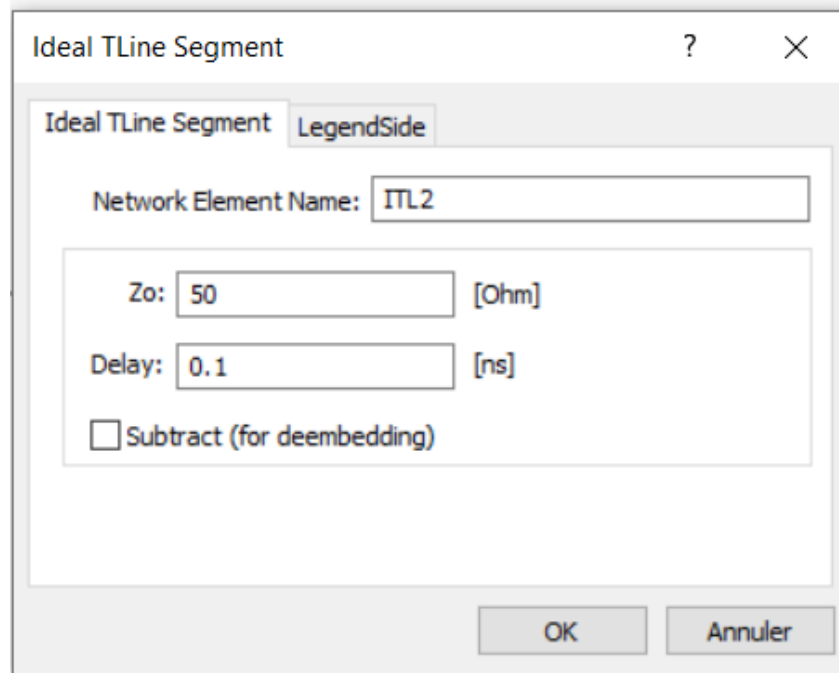 Ideal TLine Segment ?
Ideal TLine Segment LegendSide
Network Element Name: ITL2
Zo: 50 [Ohm]
Delay: 0.1 [ns]
Subtract (for deembedding)
OK Annuler